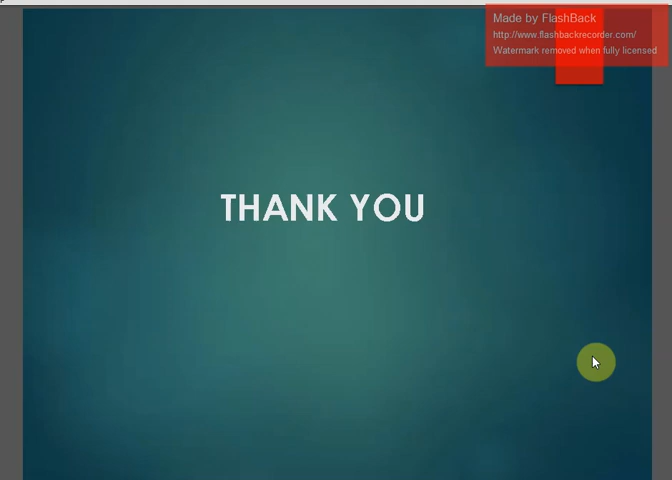 Made by FlashBack
http://www.flashbackrecorder.com/
Watermark removed when fully licensed
THANK YOU